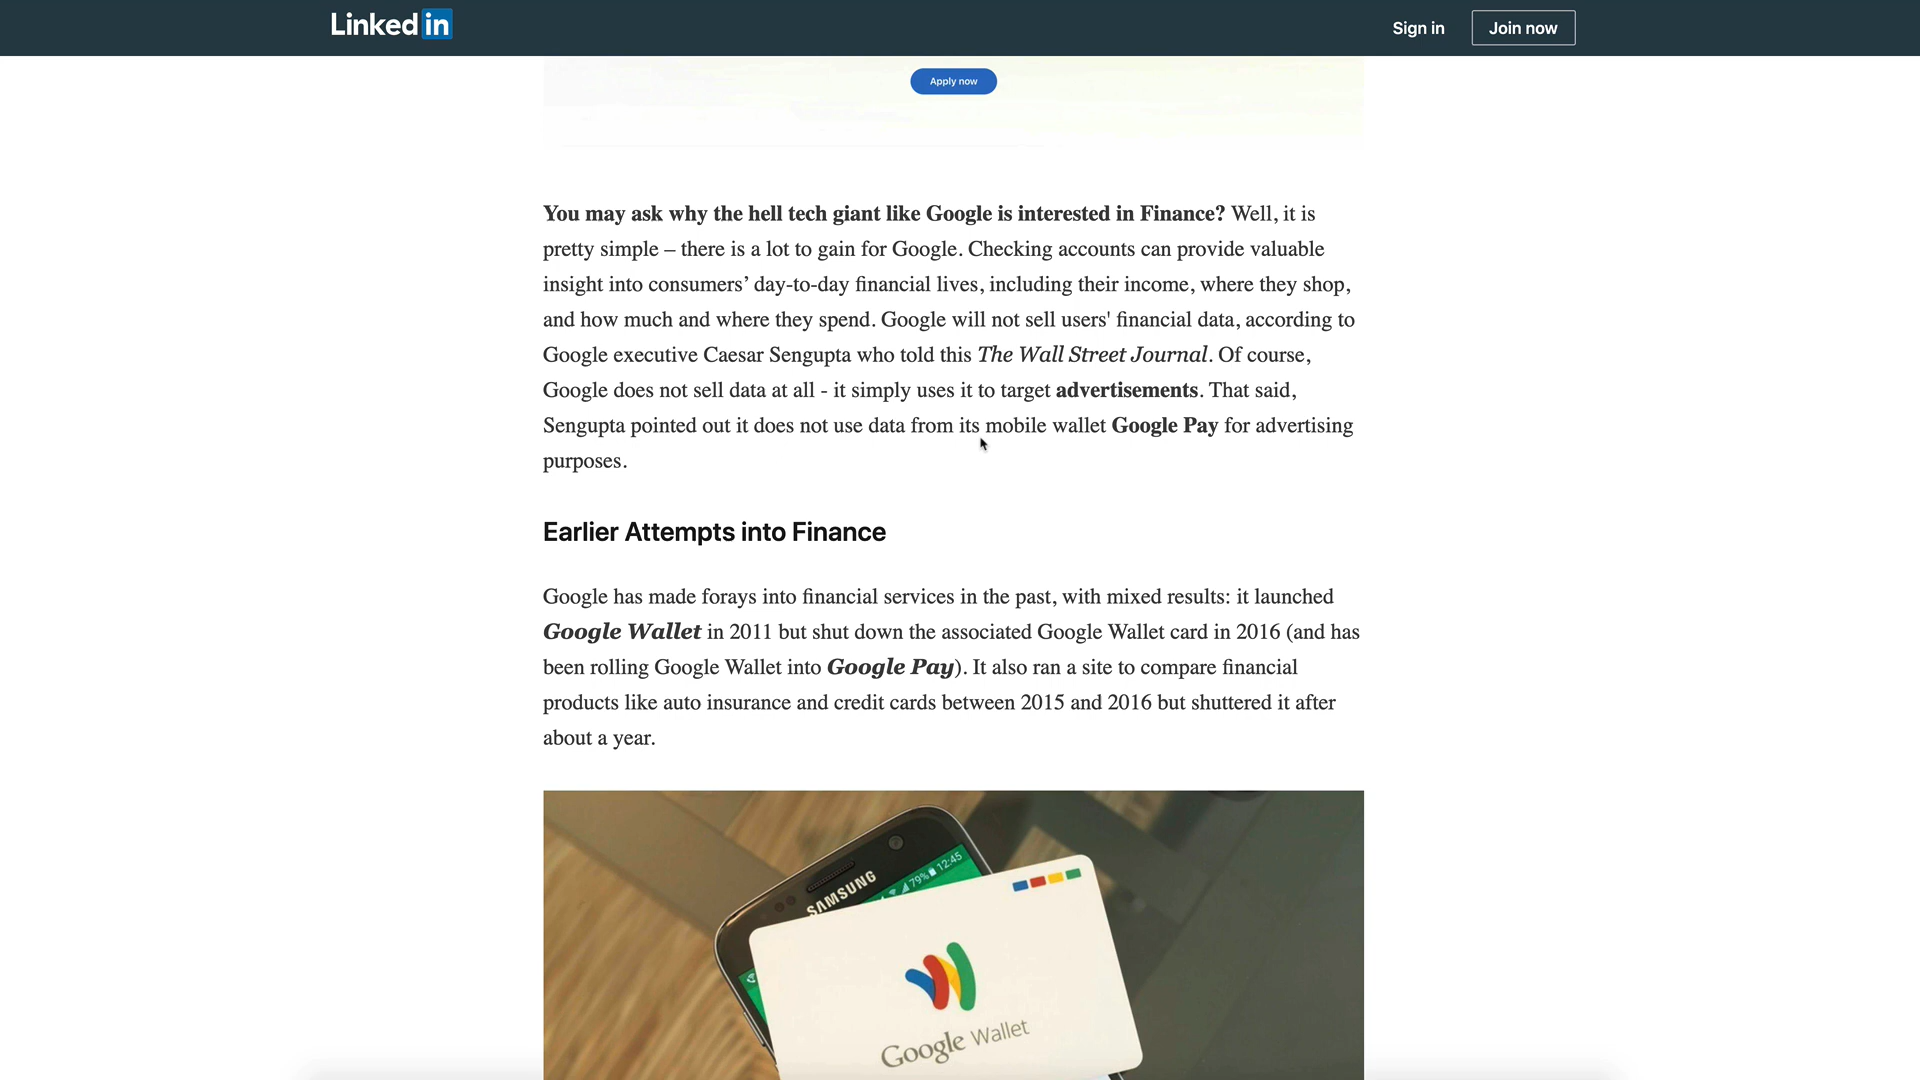 Linked in
Sign in
Join now
Apply now
You may ask why the hell tech giant like Google is interested in Finance? Well, it is
pretty simple – there is a lot to gain for Google. Checking accounts can provide valuable
insight into consumers’ day-to-day financial lives, including their income, where they shop,
and how much and where they spend. Google will not sell users' financial data, according to
Google executive Caesar Sengupta who told this The Wall Street Journal. Of course,
Google does not sell data at all - it simply uses it to target advertisements. That said,
Sengupta pointed out it does not use data from its mobile wallet Google Pay for advertising
purposes.
Earlier Attempts into Finance
Google has made forays into financial services in the past, with mixed results: it launched
Google Wallet in 2011 but shut down the associated Google Wallet card in 2016 (and has
been rolling Google Wallet into Google Pay). It also ran a site to compare financial
products like auto insurance and credit cards between 2015 and 2016 but shuttered it after
about a year.
79% 12:45
SAMSUNG
Google Wallet